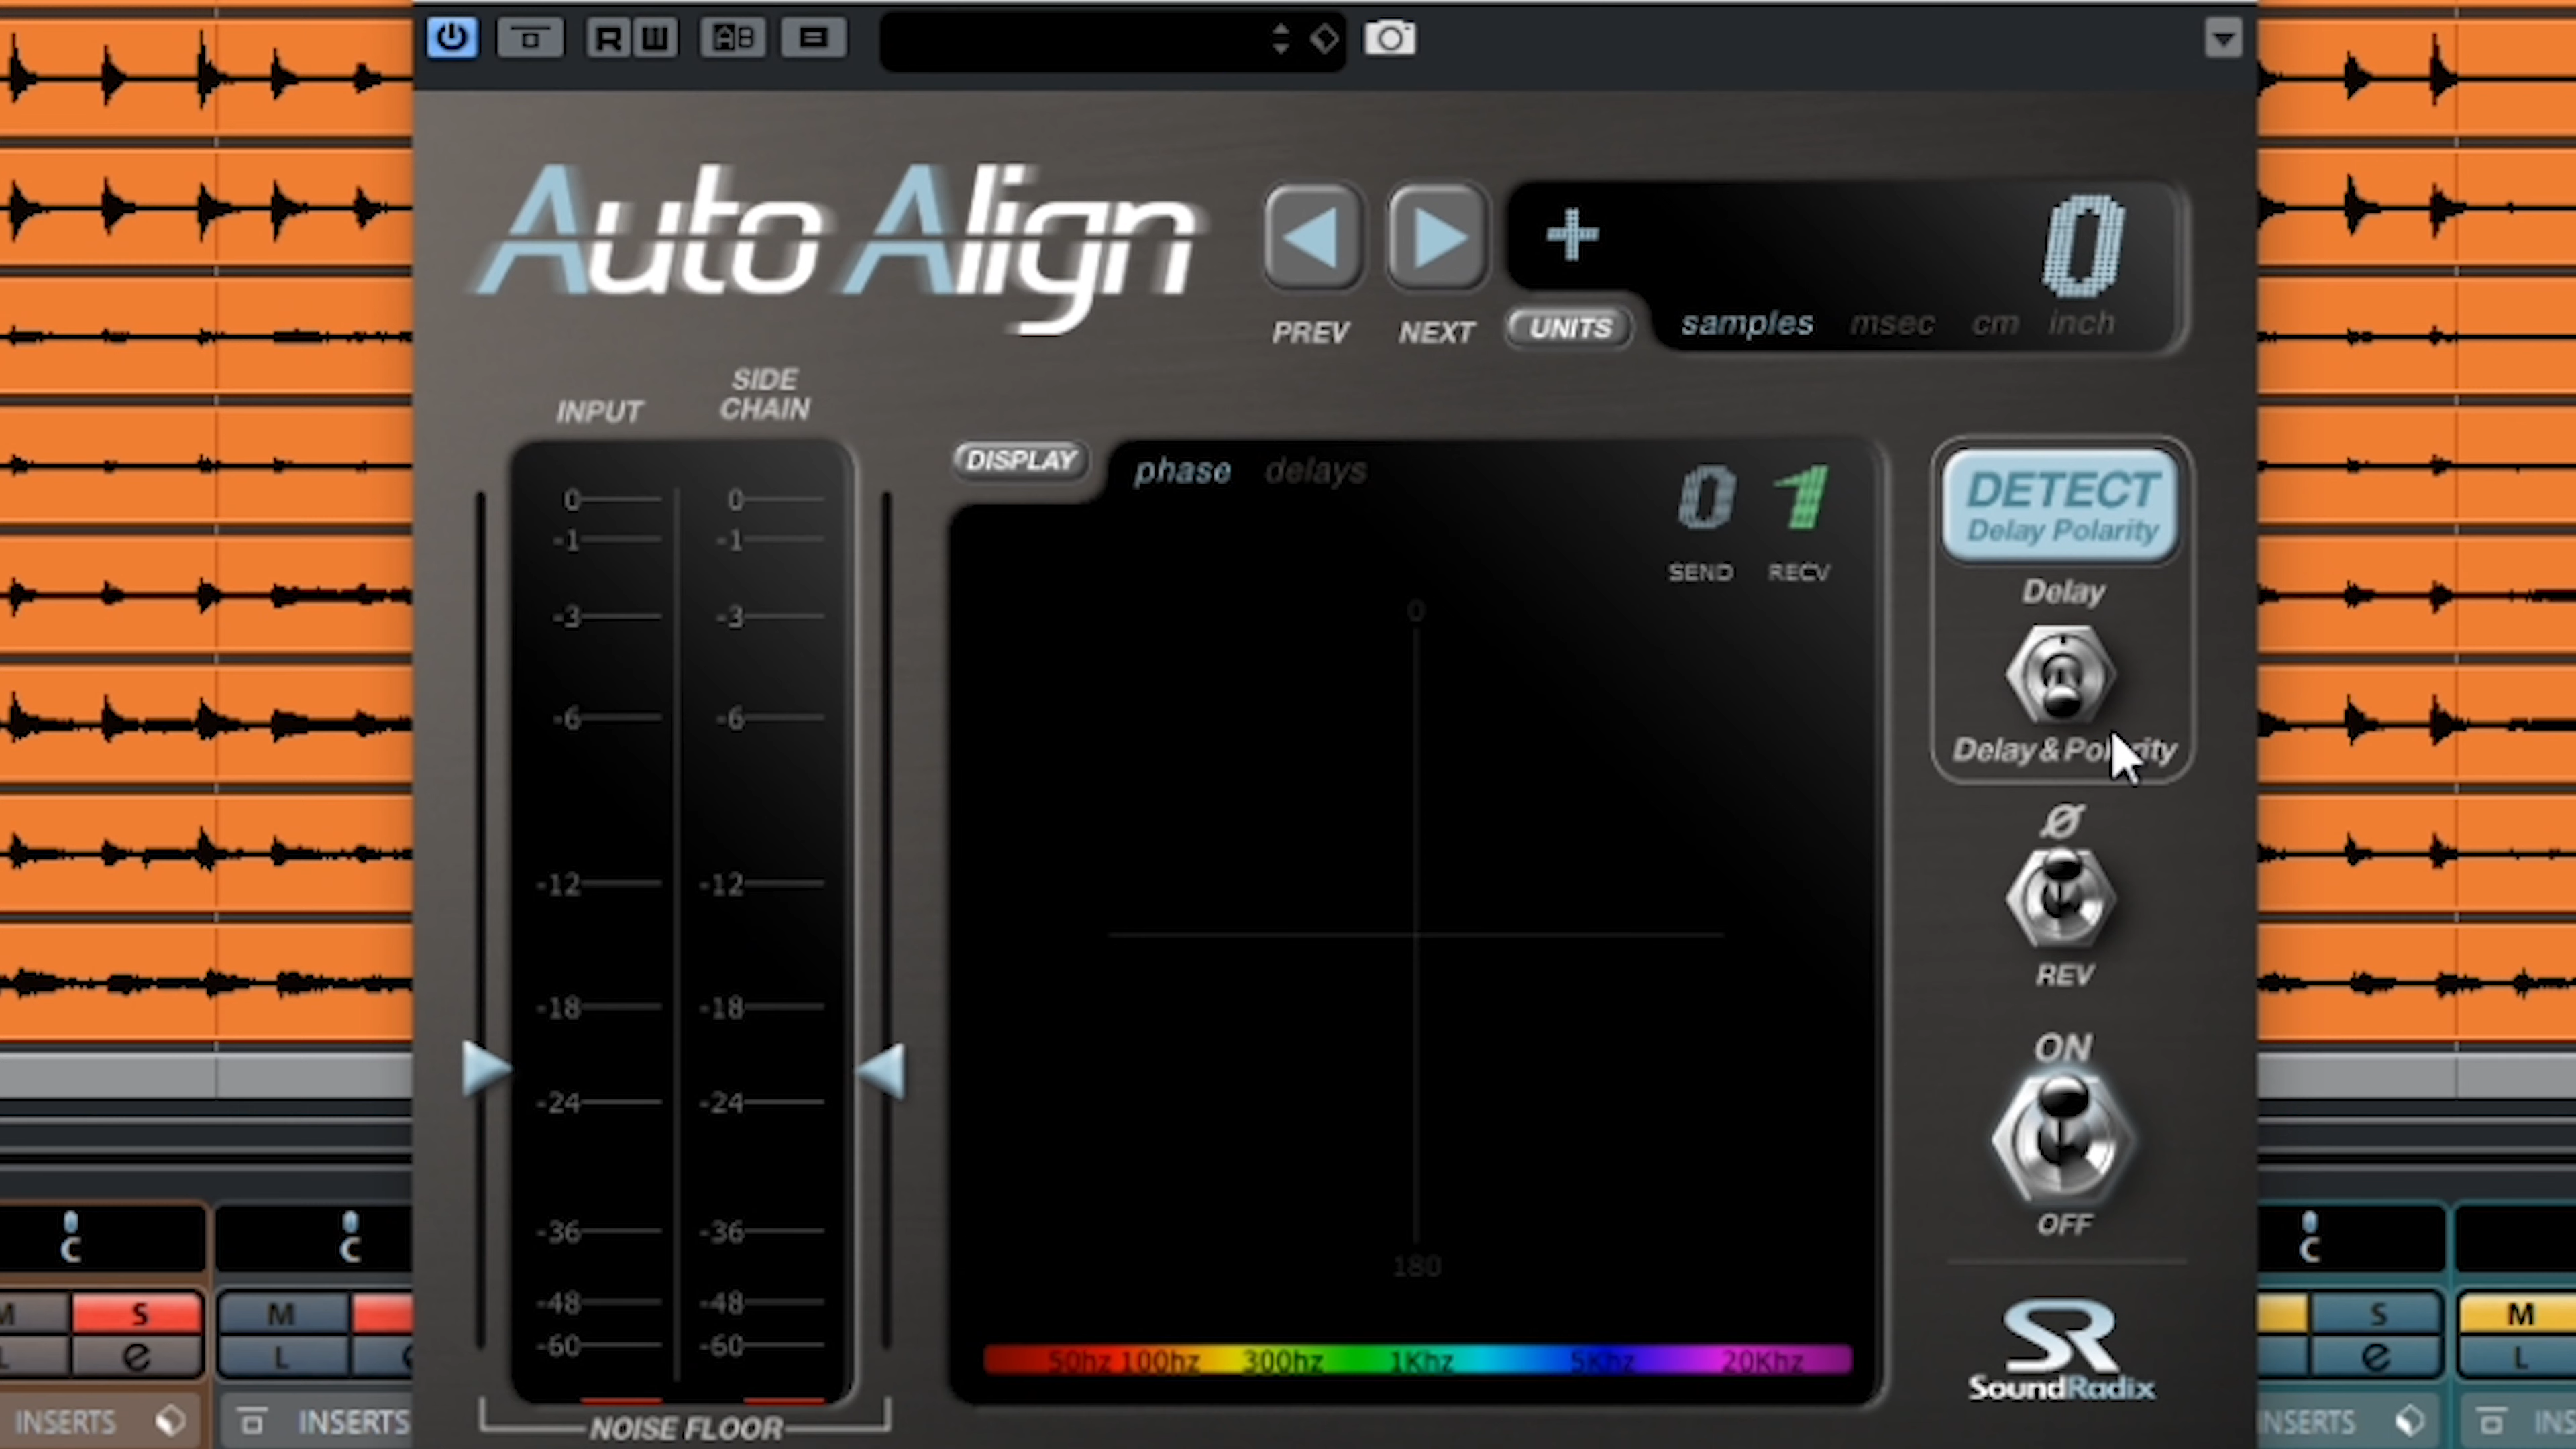 R W AB
Auto Align
PREV NEXT UNITS
+ 0
samples msec cm inch
INPUT SIDE CHAIN
DISPLAY phase delays
0 1
SEND RECV
DETECT
Delay Polarity
Delay
Delay & Polarity
Ø
REV
ON
OFF
0 0
-1 -1
-3 -3
-6 -6
-12 -12
-18 -18
-24 -24
-36 -36
-48 -48
-60 -60
NOISE FLOOR
0
180
50hz 100hz 300hz 1Khz 5Khz 20Khz
SR
SoundRadix
C C C
M S M S M
L e L e L
INSERTS INSERTS INSERTS INS